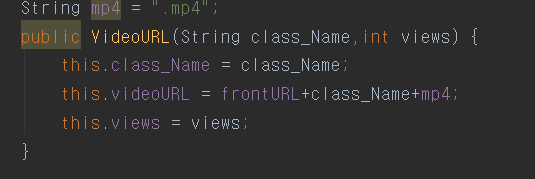 String mp4 = ".mp4";
public VideoURL(String class_Name,int views) {
this.class_Name = class_Name;
this.videoURL = frontURL+class_Name+mp4;
this.views = views;
}